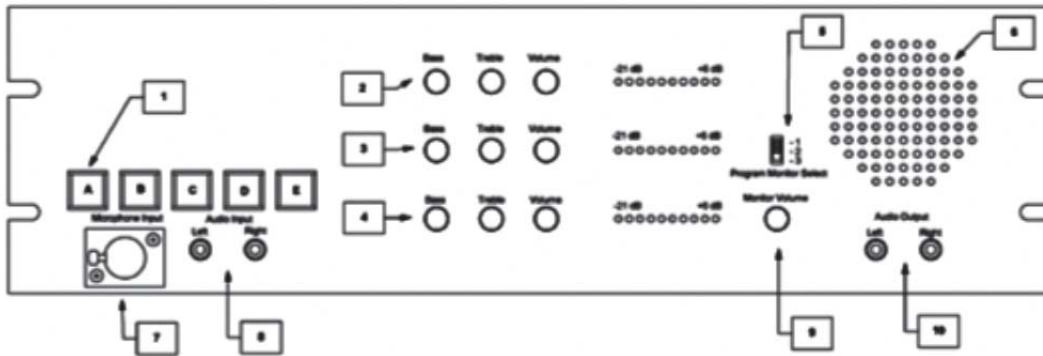 5
6
Bass Treble Volume -21 dB +6 dB
1
2
Bass Treble Volume -21 dB +6 dB
3
Program Monitor Select
A B C D E
Bass Treble Volume -21 dB +6 dB
4
Monitor Volume
Microphone Input Audio Input Audio Output
Left Right Left Right
7
8
9
10